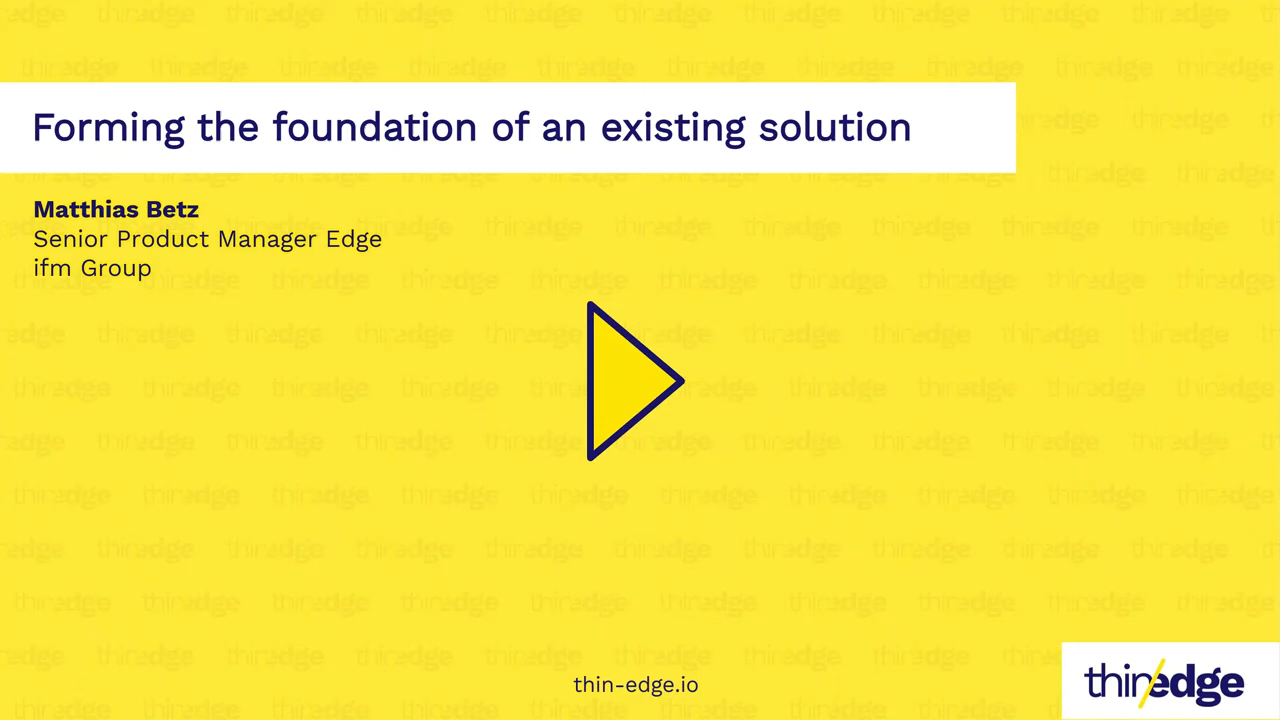 Forming the foundation of an existing solution
Matthias Betz
Senior Product Manager Edge
ifm Group
thin-edge.io
thin/edge